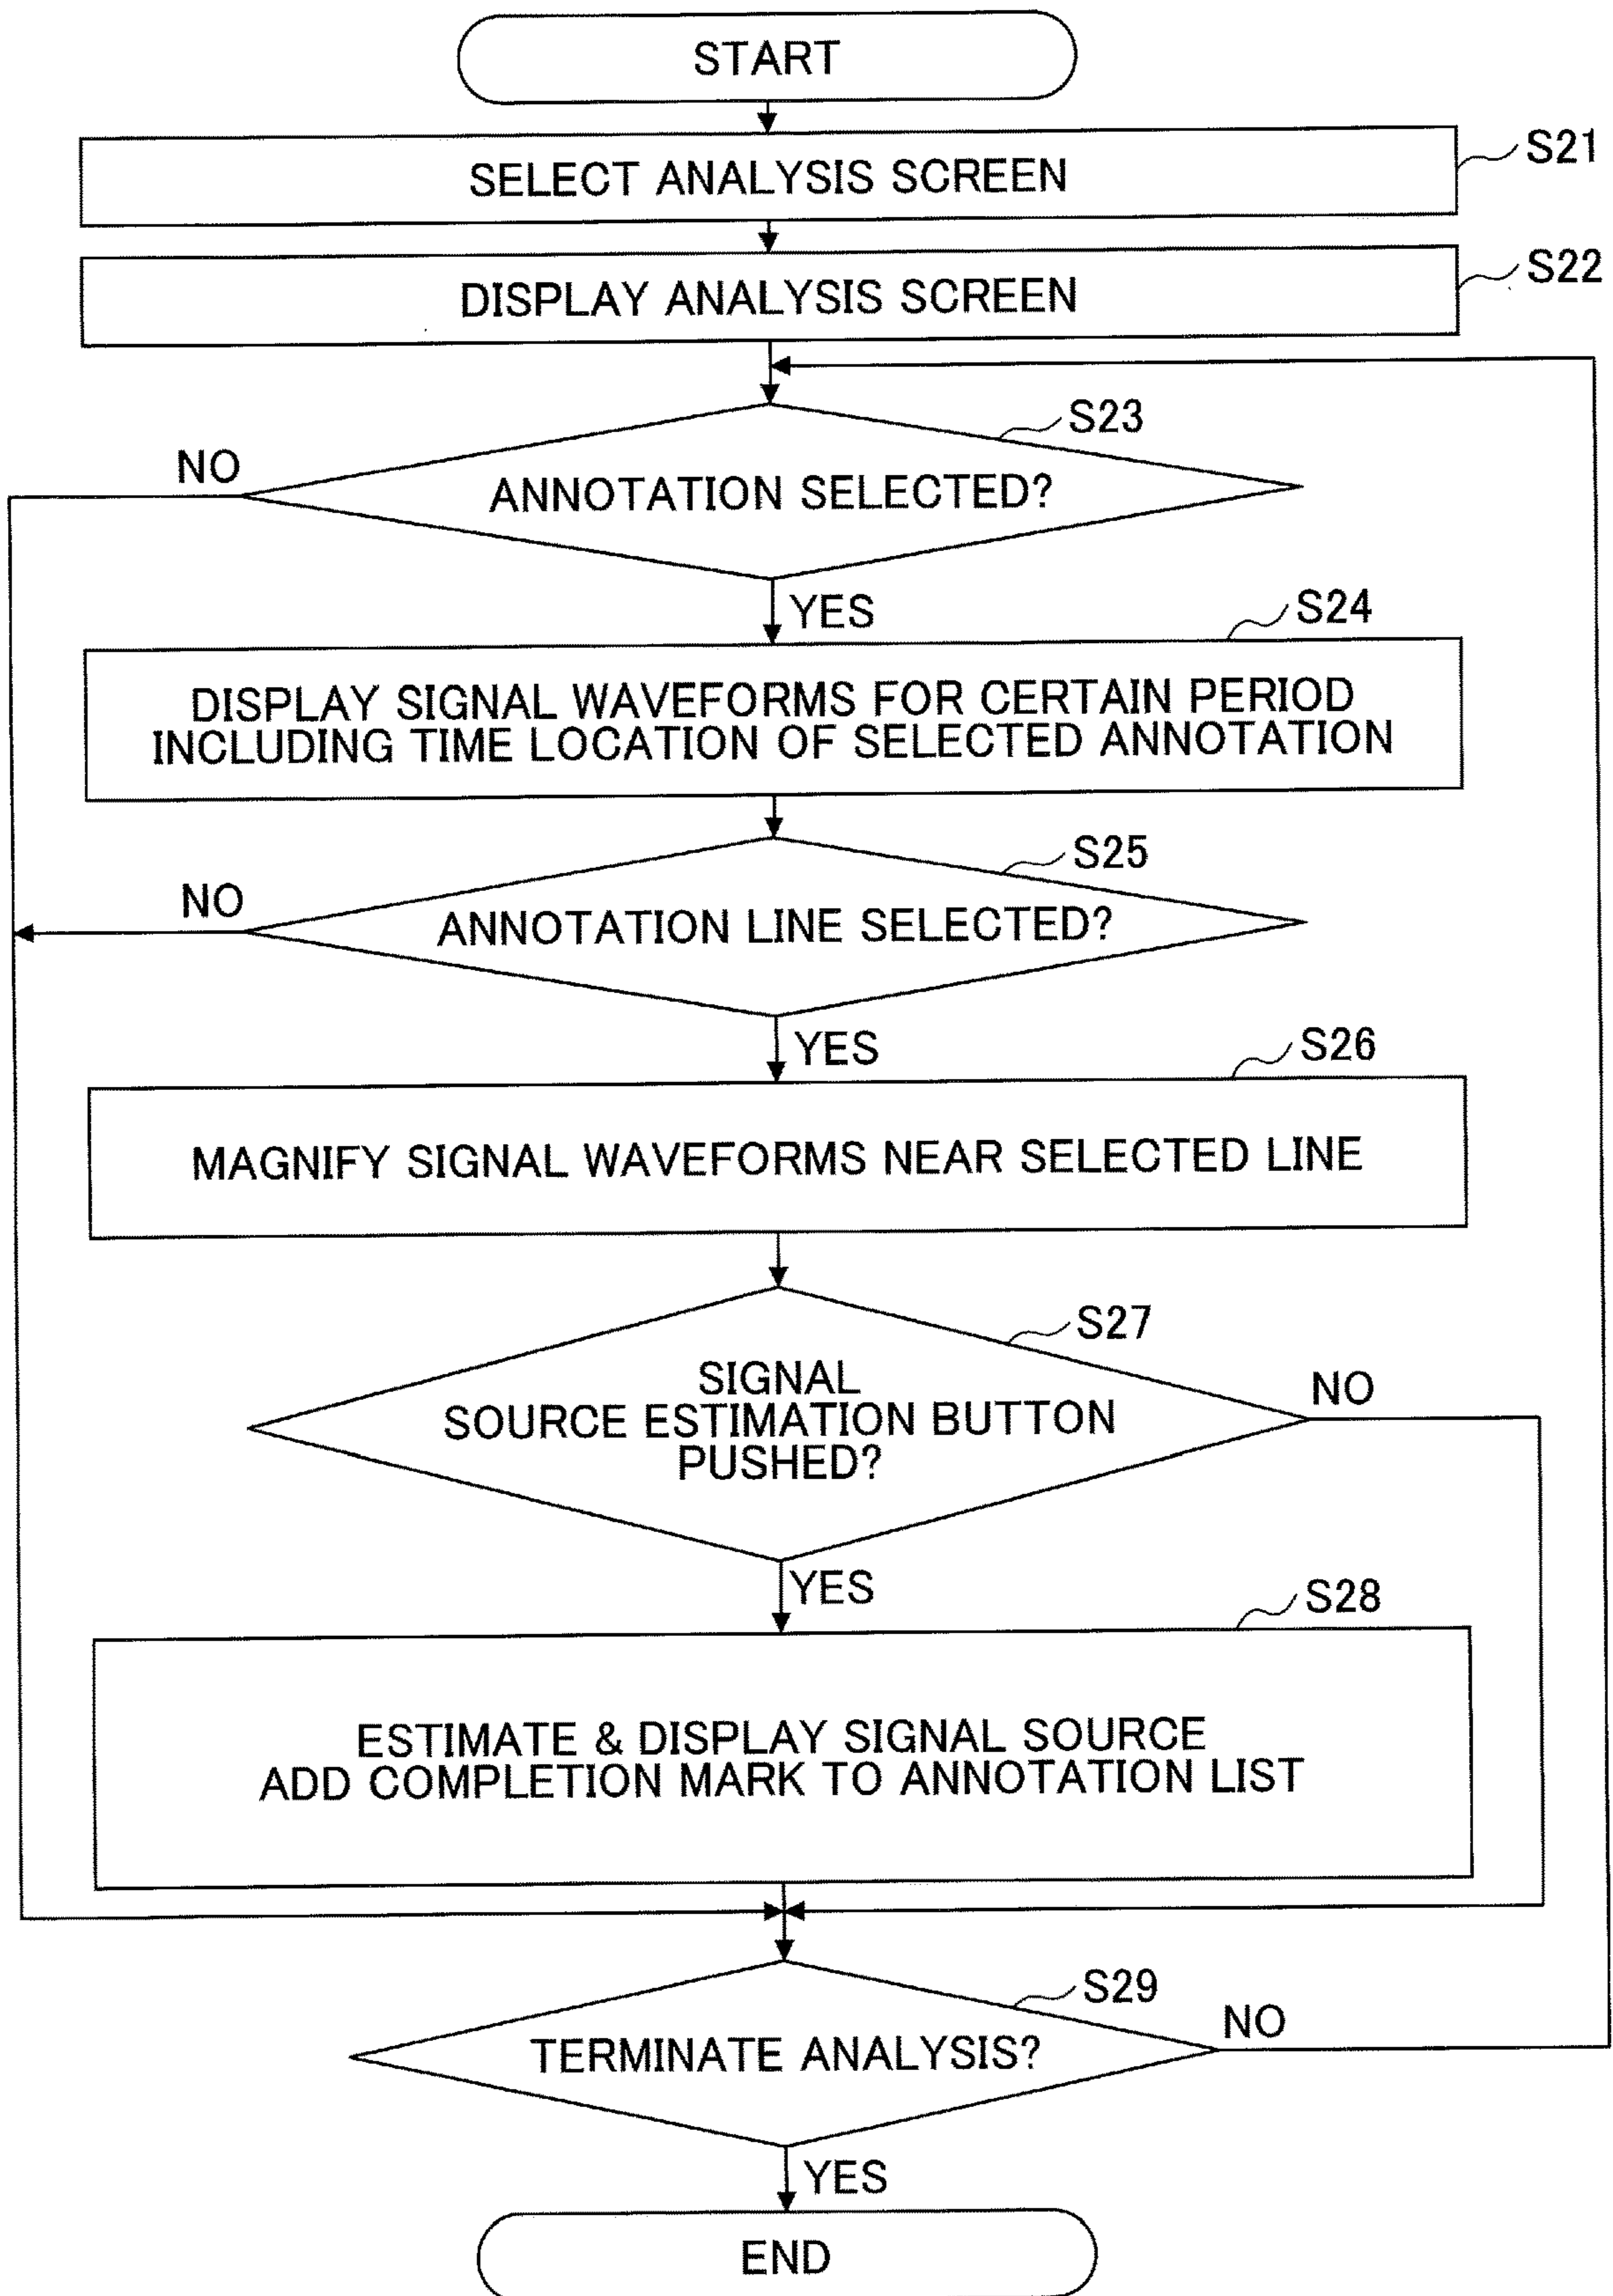 START
SELECT ANALYSIS SCREEN
S21
DISPLAY ANALYSIS SCREEN
S22
S23
NO
ANNOTATION SELECTED?
YES
S24
DISPLAY SIGNAL WAVEFORMS FOR CERTAIN PERIOD
INCLUDING TIME LOCATION OF SELECTED ANNOTATION
S25
NO
ANNOTATION LINE SELECTED?
YES
S26
MAGNIFY SIGNAL WAVEFORMS NEAR SELECTED LINE
S27
SIGNAL
SOURCE ESTIMATION BUTTON
PUSHED?
NO
YES
S28
ESTIMATE & DISPLAY SIGNAL SOURCE
ADD COMPLETION MARK TO ANNOTATION LIST
S29
TERMINATE ANALYSIS?
NO
YES
END